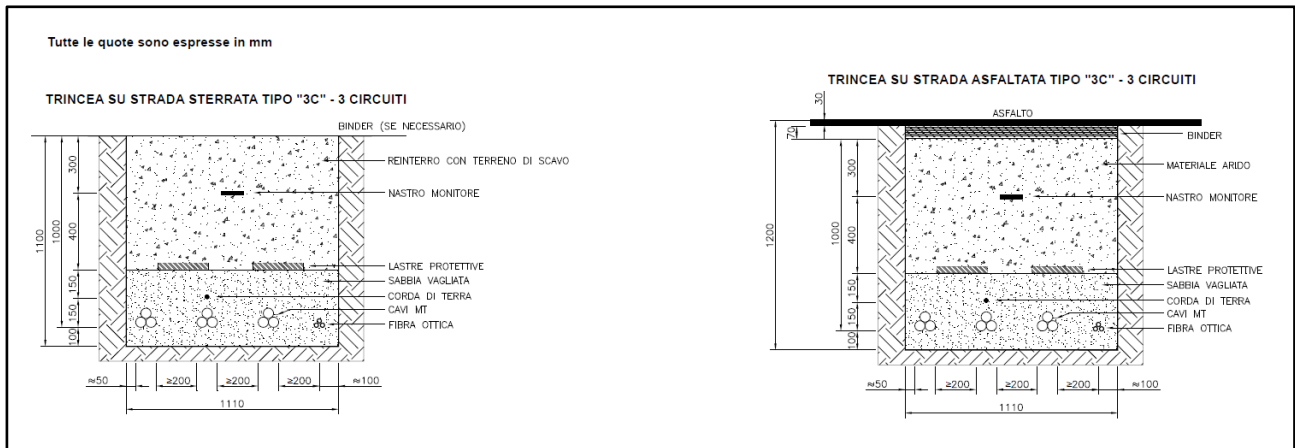 Tutte le quote sono espresse in mm
TRINCEA SU STRADA STERRATA TIPO "3C" - 3 CIRCUITI
BINDER (SE NECESSARIO)
REINTERRO CON TERRENO DI SCAVO
NASTRO MONITORE
LASTRE PROTETTIVE
SABBIA VAGLIATA
CORDA DI TERRA
CAVI MT
FIBRA OTTICA
1100
1000
300
400
150
150
100
≈50
≥200
≥200
≥200
≈100
1110
TRINCEA SU STRADA ASFALTATA TIPO "3C" - 3 CIRCUITI
30
ASFALTO
70
BINDER
MATERIALE ARIDO
NASTRO MONITORE
LASTRE PROTETTIVE
SABBIA VAGLIATA
CORDA DI TERRA
CAVI MT
FIBRA OTTICA
1200
1000
300
400
150
150
100
≈50
≥200
≥200
≥200
≈100
1110